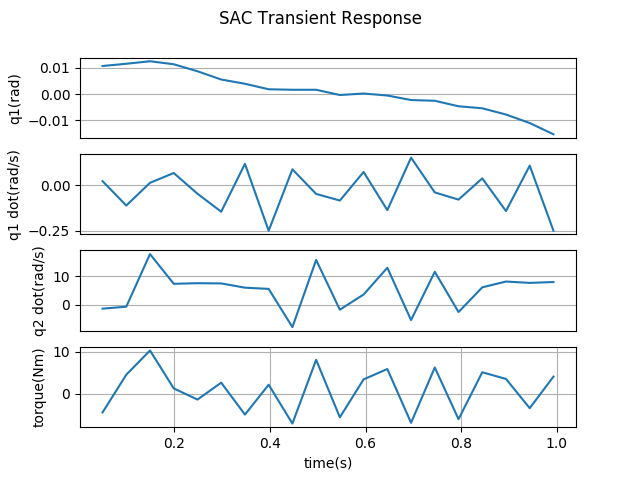 SAC Transient Response
0.01
0.00
−0.01
q1(rad)
0.00
−0.25
q1 dot(rad/s)
10
0
q2 dot(rad/s)
10
0
torque(Nm)
0.2 0.4 0.6 0.8 1.0
time(s)